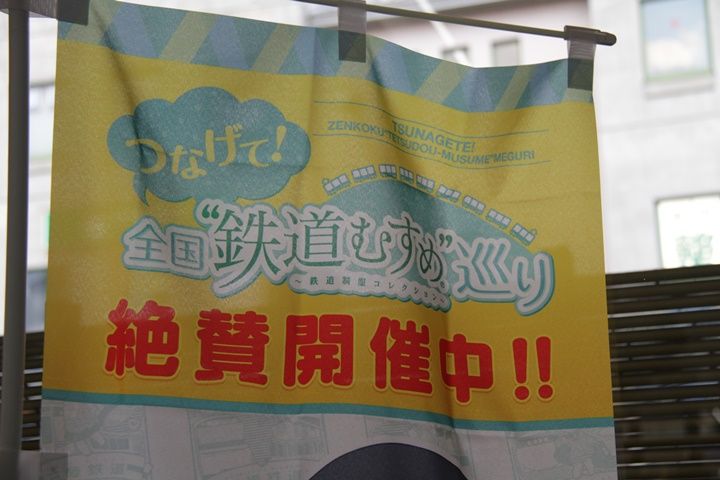 つなげて!
TSUNAGETE!
ZENKOKU"TETSUDOU-MUSUME"MEGURI
全国"鉄道むすめ"巡り
～鉄道制服コレクション～
絶賛開催中!!